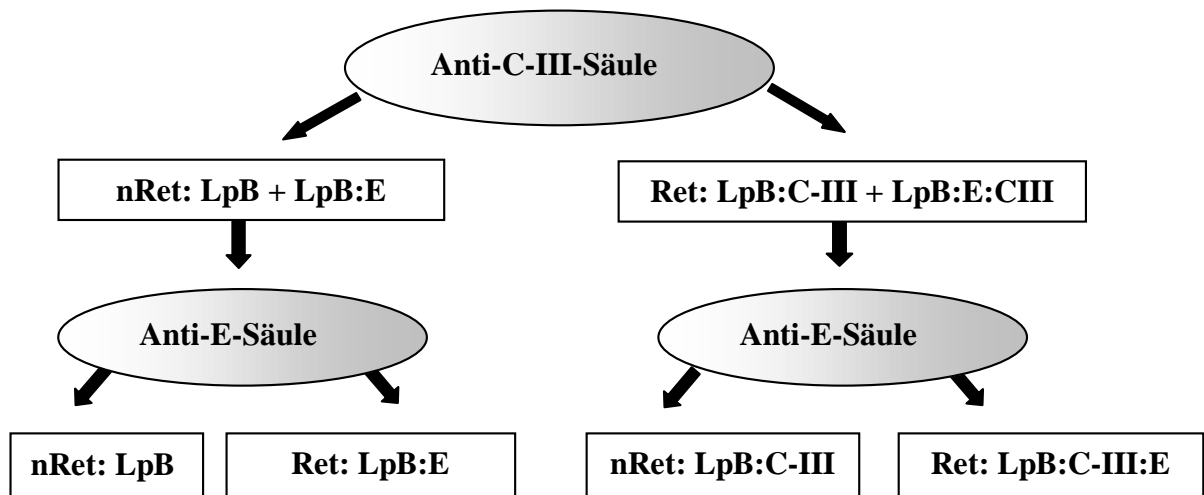 Anti-C-III-Säule
nRet: LpB + LpB:E
Ret: LpB:C-III + LpB:E:CIII
Anti-E-Säule
Anti-E-Säule
nRet: LpB
Ret: LpB:E
nRet: LpB:C-III
Ret: LpB:C-III:E